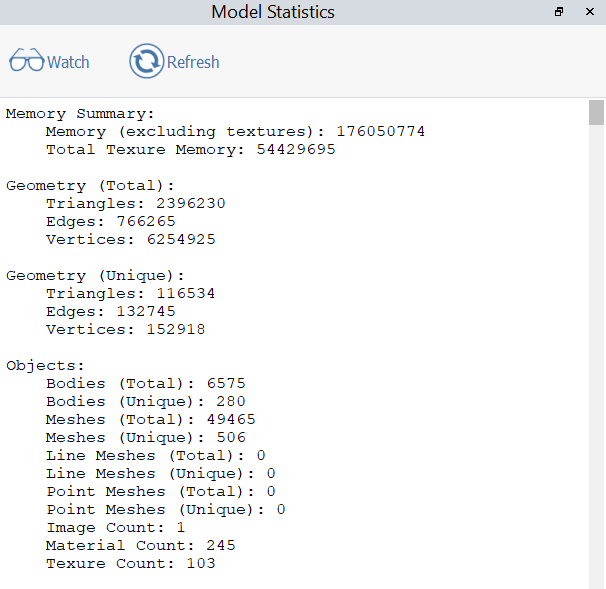 Model Statistics
Watch Refresh
Memory Summary:
Memory (excluding textures): 176050774
Total Texure Memory: 54429695
Geometry (Total):
Triangles: 2396230
Edges: 766265
Vertices: 6254925
Geometry (Unique):
Triangles: 116534
Edges: 132745
Vertices: 152918
Objects:
Bodies (Total): 6575
Bodies (Unique): 280
Meshes (Total): 49465
Meshes (Unique): 506
Line Meshes (Total): 0
Line Meshes (Unique): 0
Point Meshes (Total): 0
Point Meshes (Unique): 0
Image Count: 1
Material Count: 245
Texure Count: 103